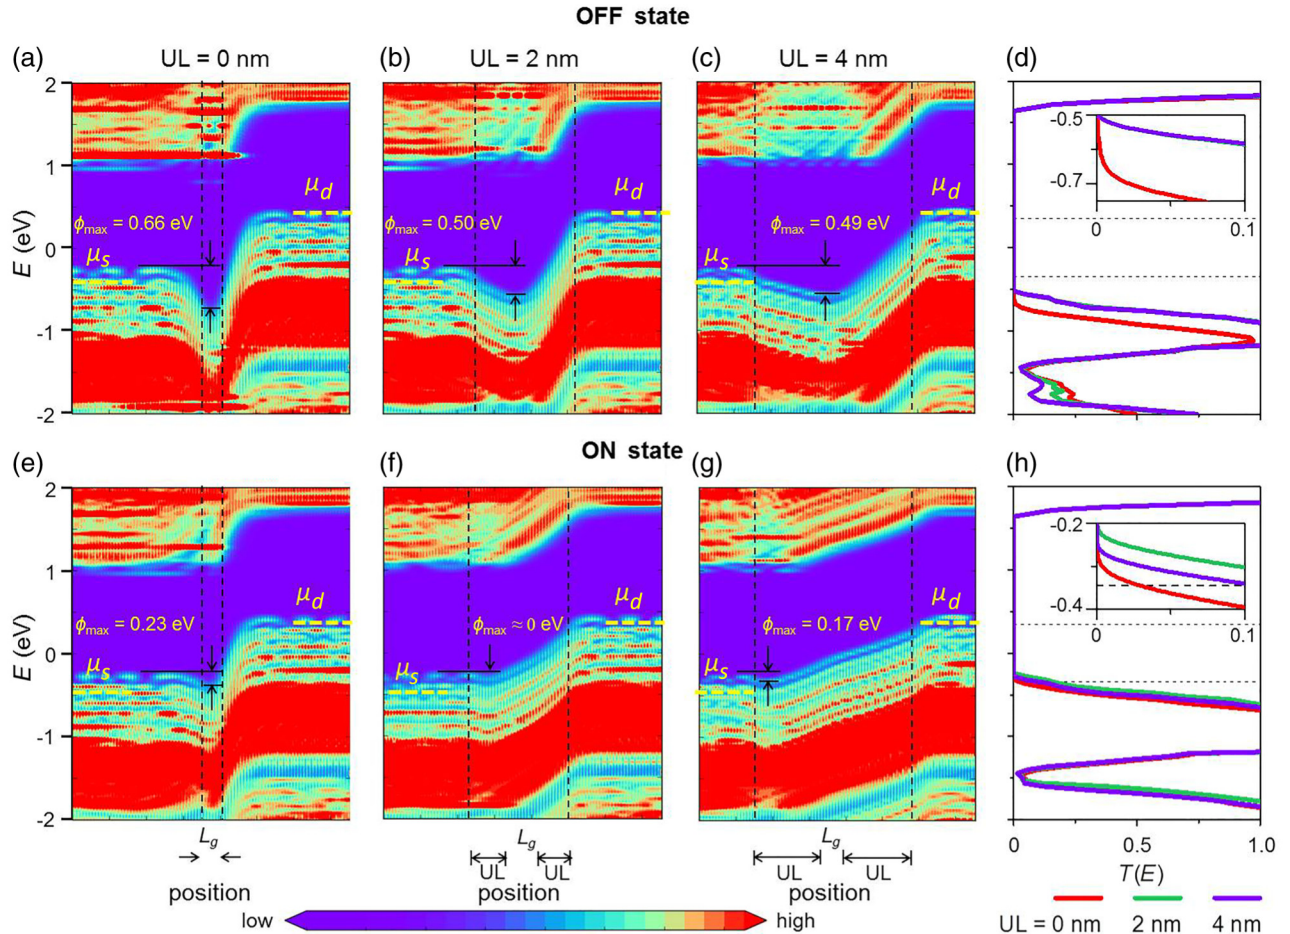 OFF state
(a) UL = 0 nm (b) UL = 2 nm (c) UL = 4 nm (d)
2
1
0
-1
-2
E (eV)
μs
ϕmax = 0.66 eV
μd
μs
ϕmax = 0.50 eV
μd
μs
ϕmax = 0.49 eV
μd
-0.5
-0.7
0 0.1
ON state
(e) (f) (g) (h)
2
1
0
-1
-2
E (eV)
μs
ϕmax = 0.23 eV
μd
μs
ϕmax ≈ 0 eV
μd
μs
ϕmax = 0.17 eV
μd
-0.2
-0.4
0 0.1
0 0.5 1.0
T(E)
Lg
Lg
UL UL
Lg
UL UL
position position position
low high
UL = 0 nm 2 nm 4 nm